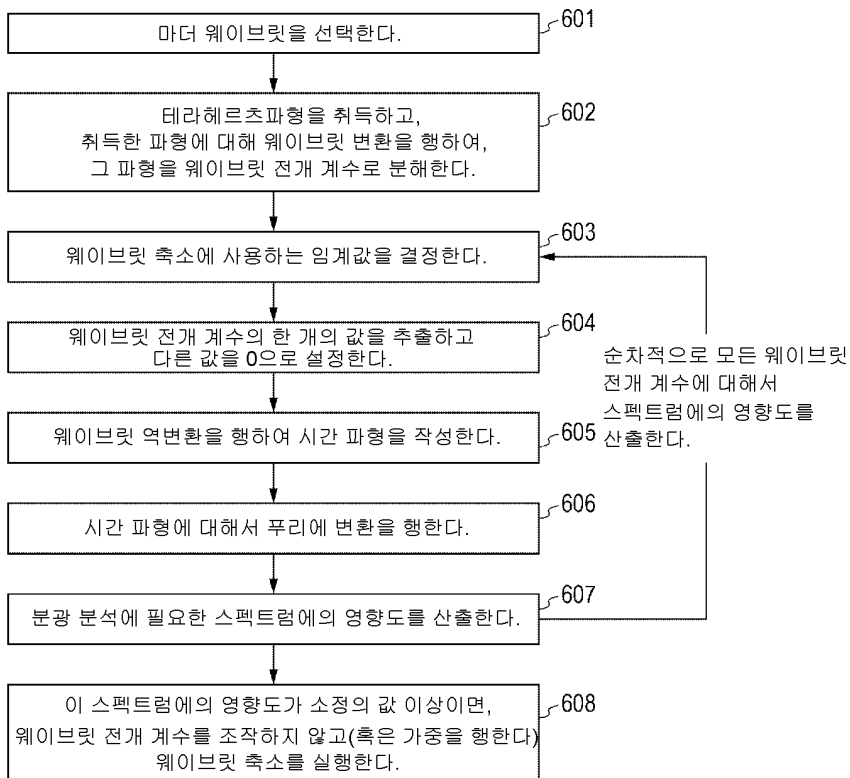 마더 웨이브릿을 선택한다.
601
테라헤르츠파형을 취득하고,
취득한 파형에 대해 웨이브릿 변환을 행하여,
그 파형을 웨이브릿 전개 계수로 분해한다.
602
웨이브릿 축소에 사용하는 임계값을 결정한다.
603
웨이브릿 전개 계수의 한 개의 값을 추출하고
다른 값을 0으로 설정한다.
604
순차적으로 모든 웨이브릿
전개 계수에 대해서
스펙트럼에의 영향도를
산출한다.
웨이브릿 역변환을 행하여 시간 파형을 작성한다.
605
시간 파형에 대해서 푸리에 변환을 행한다.
606
분광 분석에 필요한 스펙트럼에의 영향도를 산출한다.
607
이 스펙트럼에의 영향도가 소정의 값 이상이면,
웨이브릿 전개 계수를 조작하지 않고(혹은 가중을 행한다)
웨이브릿 축소를 실행한다.
608